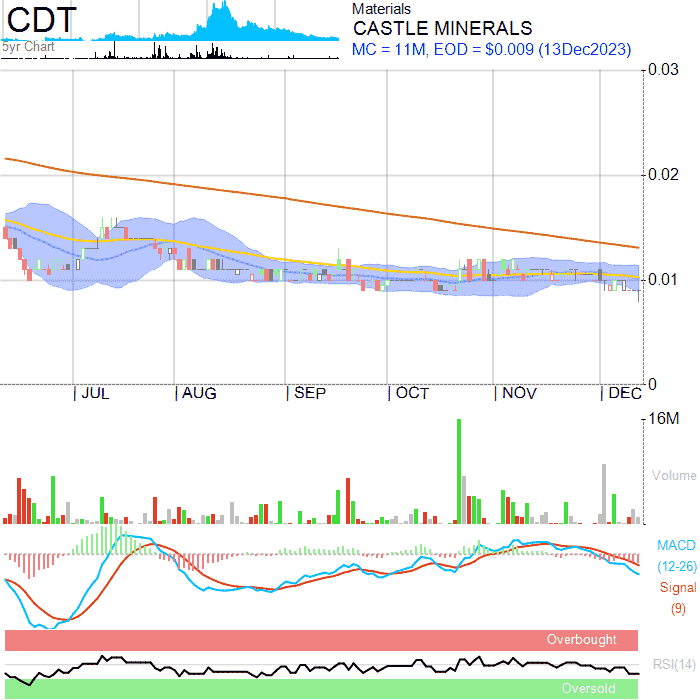 CDT
5yr Chart
Materials
CASTLE MINERALS
MC = 11M, EOD = $0.009 (13Dec2023)
0.03
0.02
0.01
0
JUL AUG SEP OCT NOV DEC
16M
Volume
MACD
(12-26)
Signal
(9)
Overbought
RSI(14)
Oversold